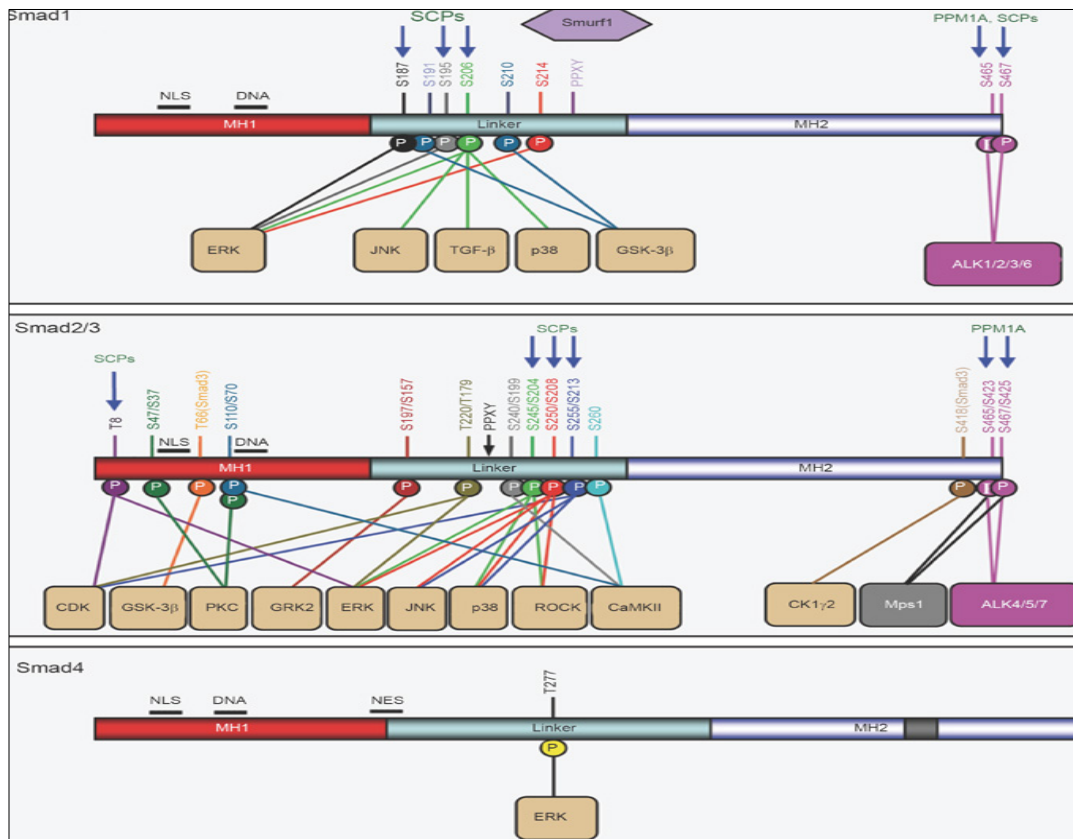 Smad1
SCPs
Smurf1
PPM1A, SCPs
S187
S191
S195
S206
S210
S214
PPXY
S465
S467
NLS
DNA
MH1
Linker
MH2
P
P
P
P
P
P
P
ERK
JNK
TGF-β
p38
GSK-3β
ALK1/2/3/6
Smad2/3
SCPs
SCPs
PPM1A
T8
S47/S37
T66(Smad3)
S110/S70
S197/S157
T220/T179
PPXY
S240/S199
S245/S204
S250/S208
S255/S213
S260
S418(Smad3)
S465/S423
S467/S425
NLS
DNA
MH1
Linker
MH2
P
P
P
P
P
P
P
P
P
P
P
P
P
P
CDK
GSK-3β
PKC
GRK2
ERK
JNK
p38
ROCK
CaMKII
CK1γ2
Mps1
ALK4/5/7
Smad4
NLS
DNA
NES
T277
MH1
Linker
MH2
P
ERK